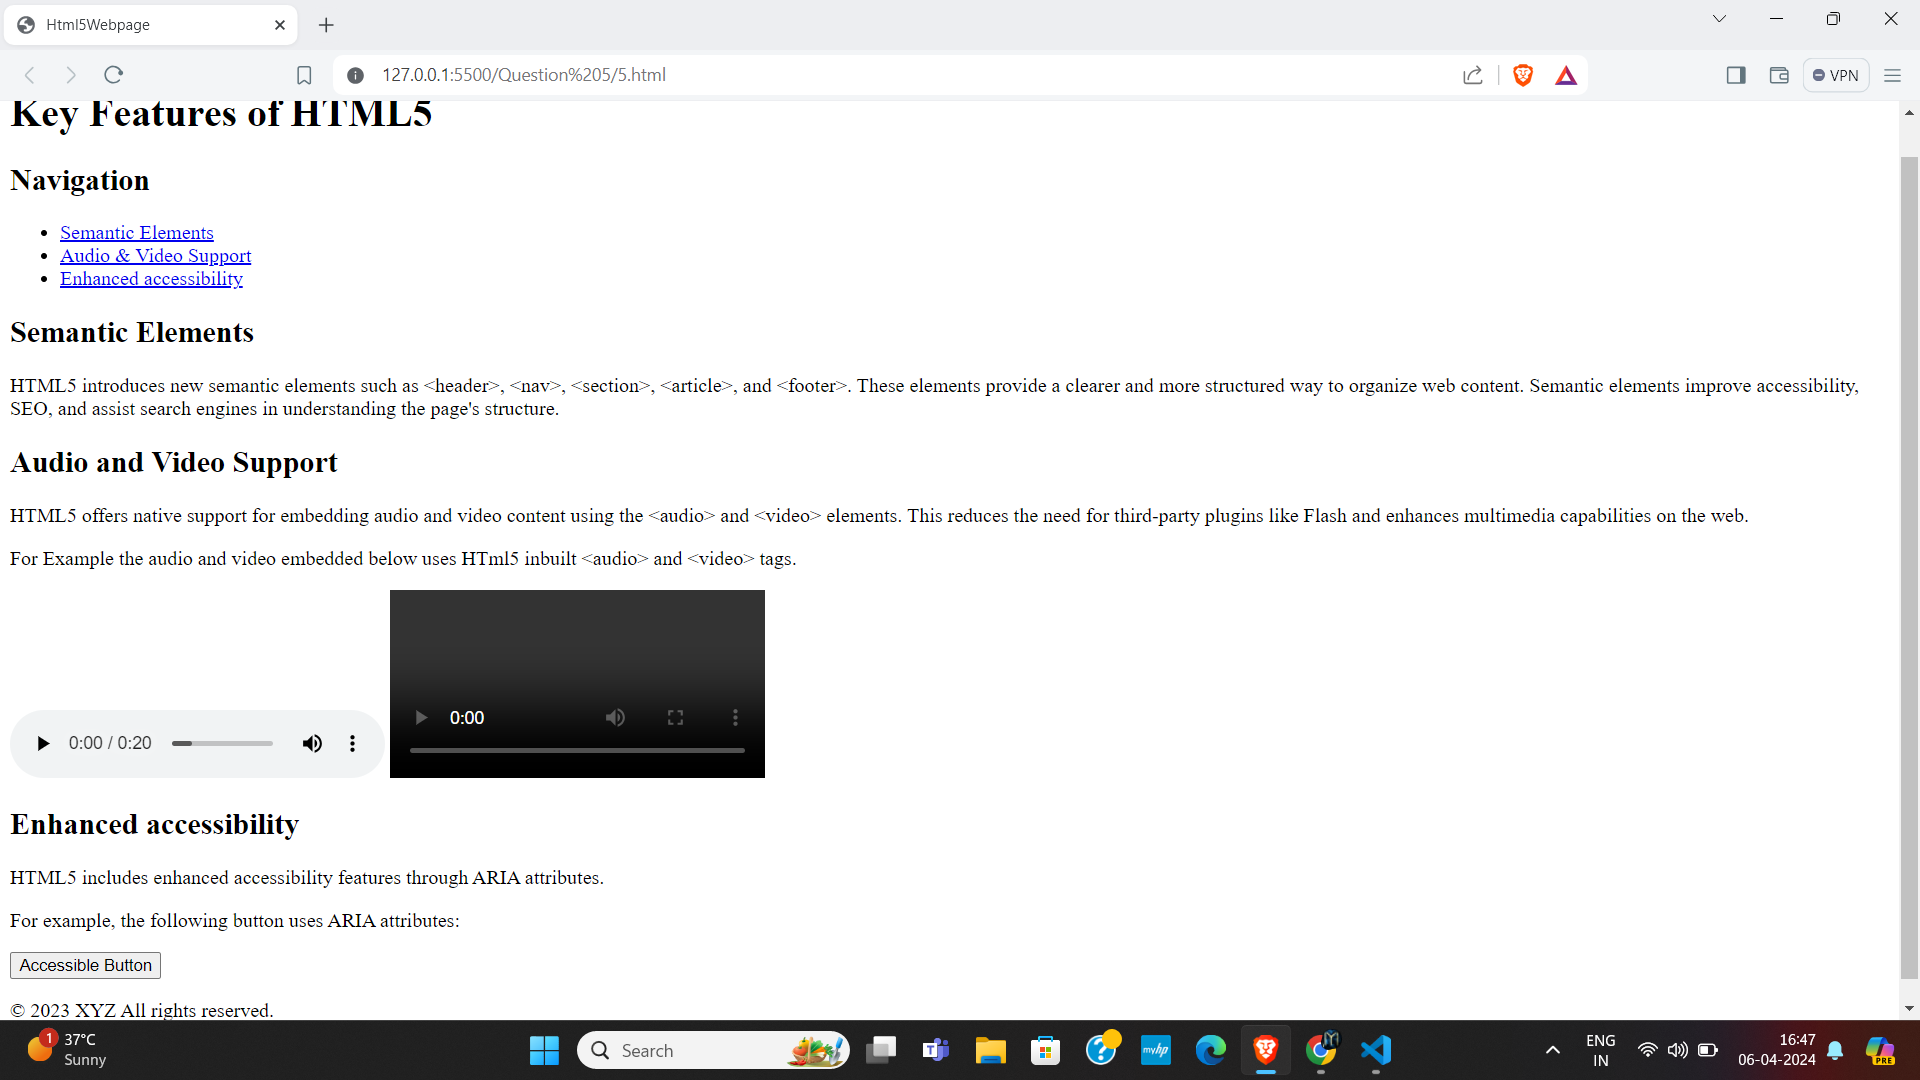 Html5Webpage
127.0.0.1:5500/Question%205/5.html
VPN
Key Features of HTML5
Navigation
Semantic Elements
Audio & Video Support
Enhanced accessibility
Semantic Elements
HTML5 introduces new semantic elements such as <header>, <nav>, <section>, <article>, and <footer>. These elements provide a clearer and more structured way to organize web content. Semantic elements improve accessibility,
SEO, and assist search engines in understanding the page's structure.
Audio and Video Support
HTML5 offers native support for embedding audio and video content using the <audio> and <video> elements. This reduces the need for third-party plugins like Flash and enhances multimedia capabilities on the web.
For Example the audio and video embedded below uses HTml5 inbuilt <audio> and <video> tags.
0:00
0:00 / 0:20
Enhanced accessibility
HTML5 includes enhanced accessibility features through ARIA attributes.
For example, the following button uses ARIA attributes:
Accessible Button
© 2023 XYZ All rights reserved.
1
37°C
Sunny
Search
myhp
ENG
IN
16:47
06-04-2024
PRE